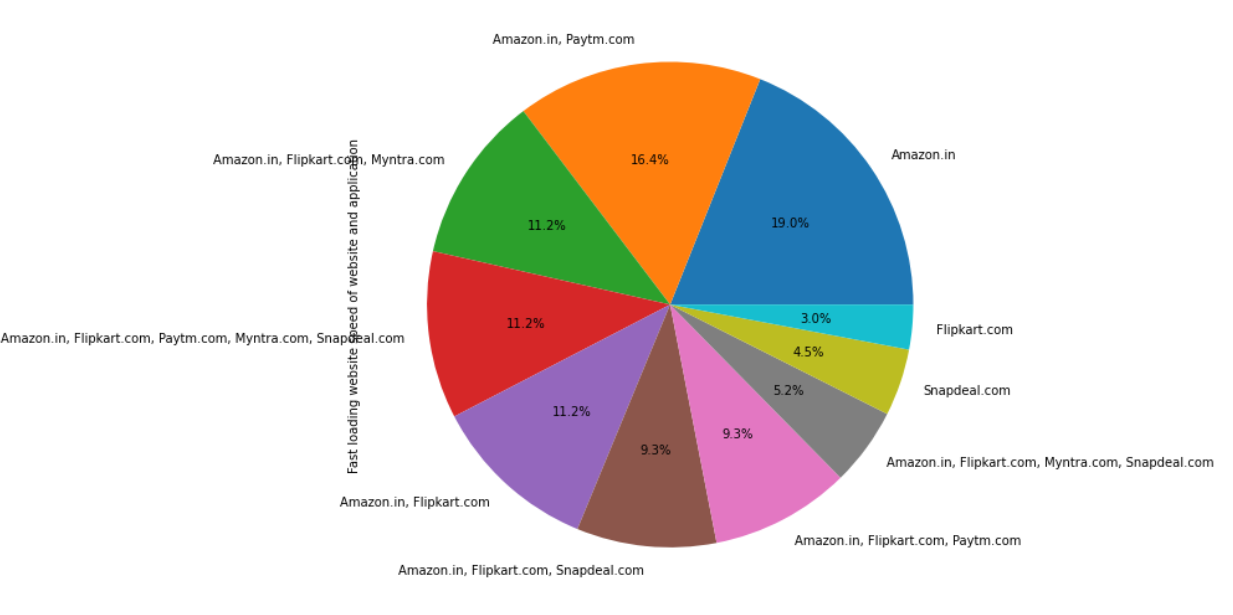 Amazon.in, Paytm.com
Amazon.in
16.4%
Amazon.in, Flipkart.com, Myntra.com
19.0%
11.2%
Fast loading website speed of website and application
11.2%
3.0%
Flipkart.com
Amazon.in, Flipkart.com, Paytm.com, Myntra.com, Snapdeal.com
4.5%
5.2%
Snapdeal.com
11.2%
9.3%
9.3%
Amazon.in, Flipkart.com, Myntra.com, Snapdeal.com
Amazon.in, Flipkart.com
Amazon.in, Flipkart.com, Paytm.com
Amazon.in, Flipkart.com, Snapdeal.com